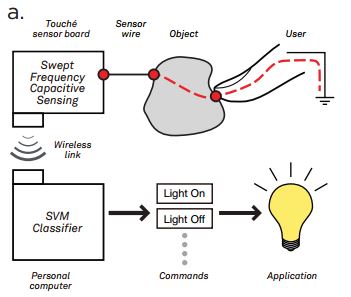 a.
Touché
sensor board
Sensor
wire
Object
User
Swept
Frequency
Capacitive
Sensing
Wireless
link
SVM
Classifier
Light On
Light Off
Personal
computer
Commands
Application